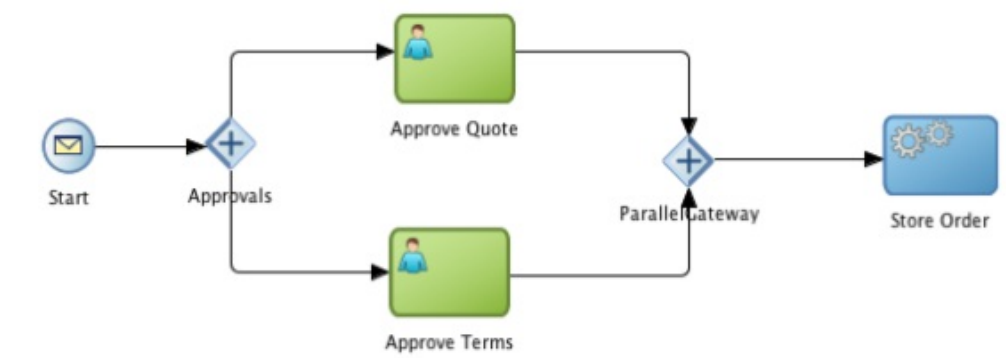 Approve Quote
Start
Approvals
ParallelGateway
Store Order
Approve Terms